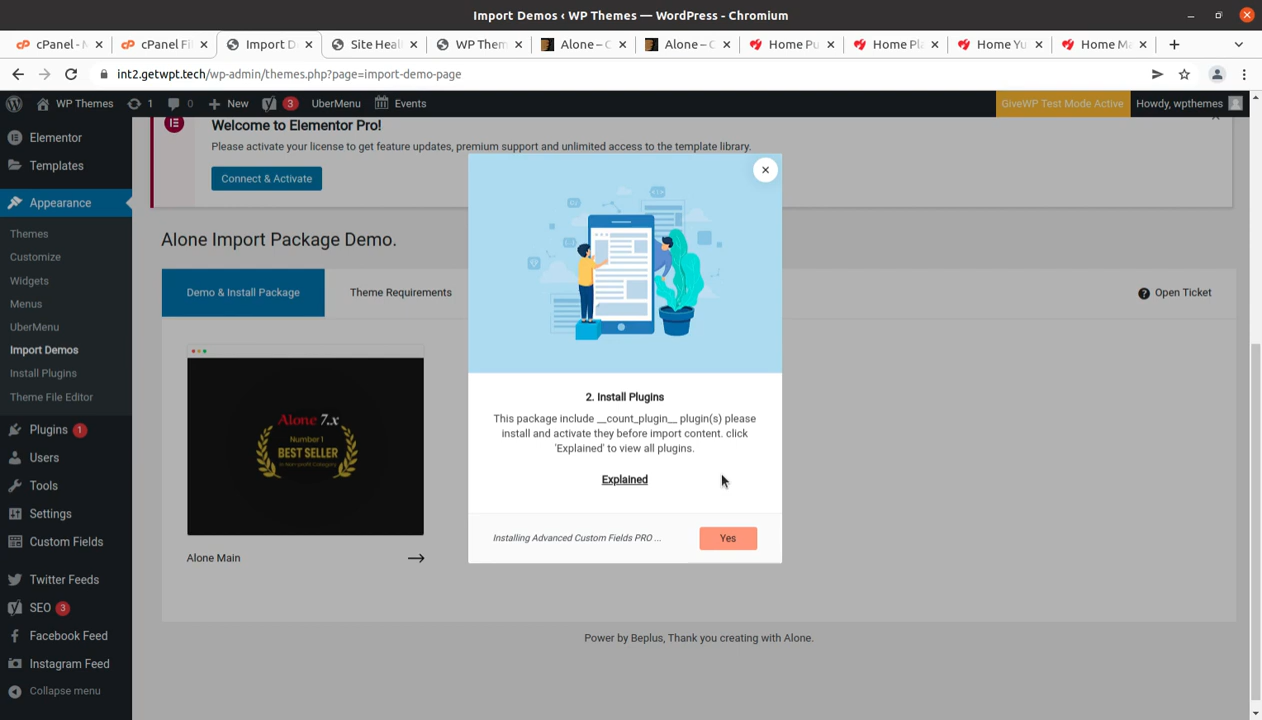 Import Demos ‹ WP Themes — WordPress - Chromium
cPanel - M
cPanel Fi
Import D
Site Heal
WP Them
Alone – C
Alone – C
Home Pu
Home Pla
Home Yu
Home M
int2.getwpt.tech/wp-admin/themes.php?page=import-demo-page
WP Themes
1
0
New
3
UberMenu
Events
GiveWP Test Mode Active
Howdy, wpthemes
Elementor
Templates
Appearance
Themes
Customize
Widgets
Menus
UberMenu
Import Demos
Install Plugins
Theme File Editor
Plugins 1
Users
Tools
Settings
Custom Fields
Twitter Feeds
SEO 3
Facebook Feed
Instagram Feed
Collapse menu
Welcome to Elementor Pro!
Please activate your license to get feature updates, premium support and unlimited access to the template library.
Connect & Activate
Alone Import Package Demo.
Demo & Install Package
Theme Requirements
Open Ticket
Alone 7.x
Number 1
BEST SELLER
in Non-profit Category
Alone Main
2. Install Plugins
This package include __count_plugin__ plugin(s) please
install and activate they before import content. click
'Explained' to view all plugins.
Explained
Installing Advanced Custom Fields PRO ...
Yes
Power by Beplus, Thank you creating with Alone.